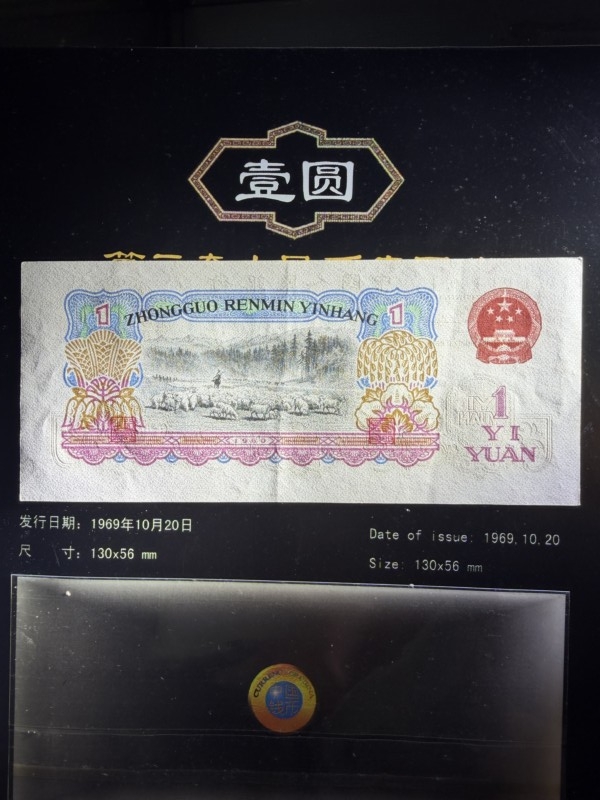 壹圆
1 ZHONGGUO RENMIN YINHANG 1
1960
1
YI
YUAN
发行日期：1969年10月20日
尺 寸：130x56 mm
Date of issue: 1969.10.20
Size: 130x56 mm